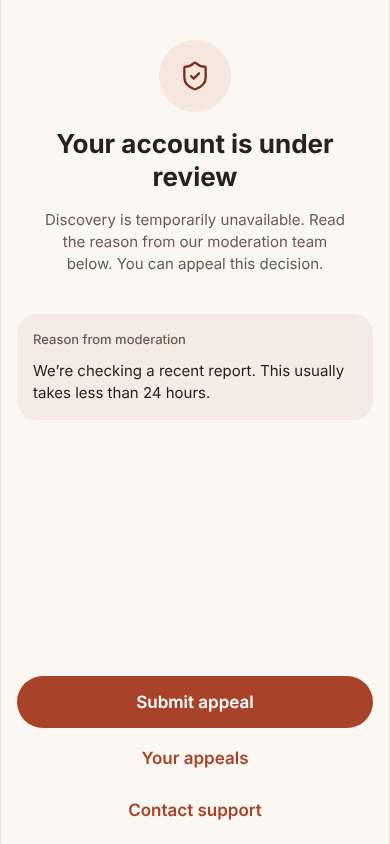 Your account is under
review
Discovery is temporarily unavailable. Read
the reason from our moderation team
below. You can appeal this decision.
Reason from moderation
We’re checking a recent report. This usually
takes less than 24 hours.
Submit appeal
Your appeals
Contact support